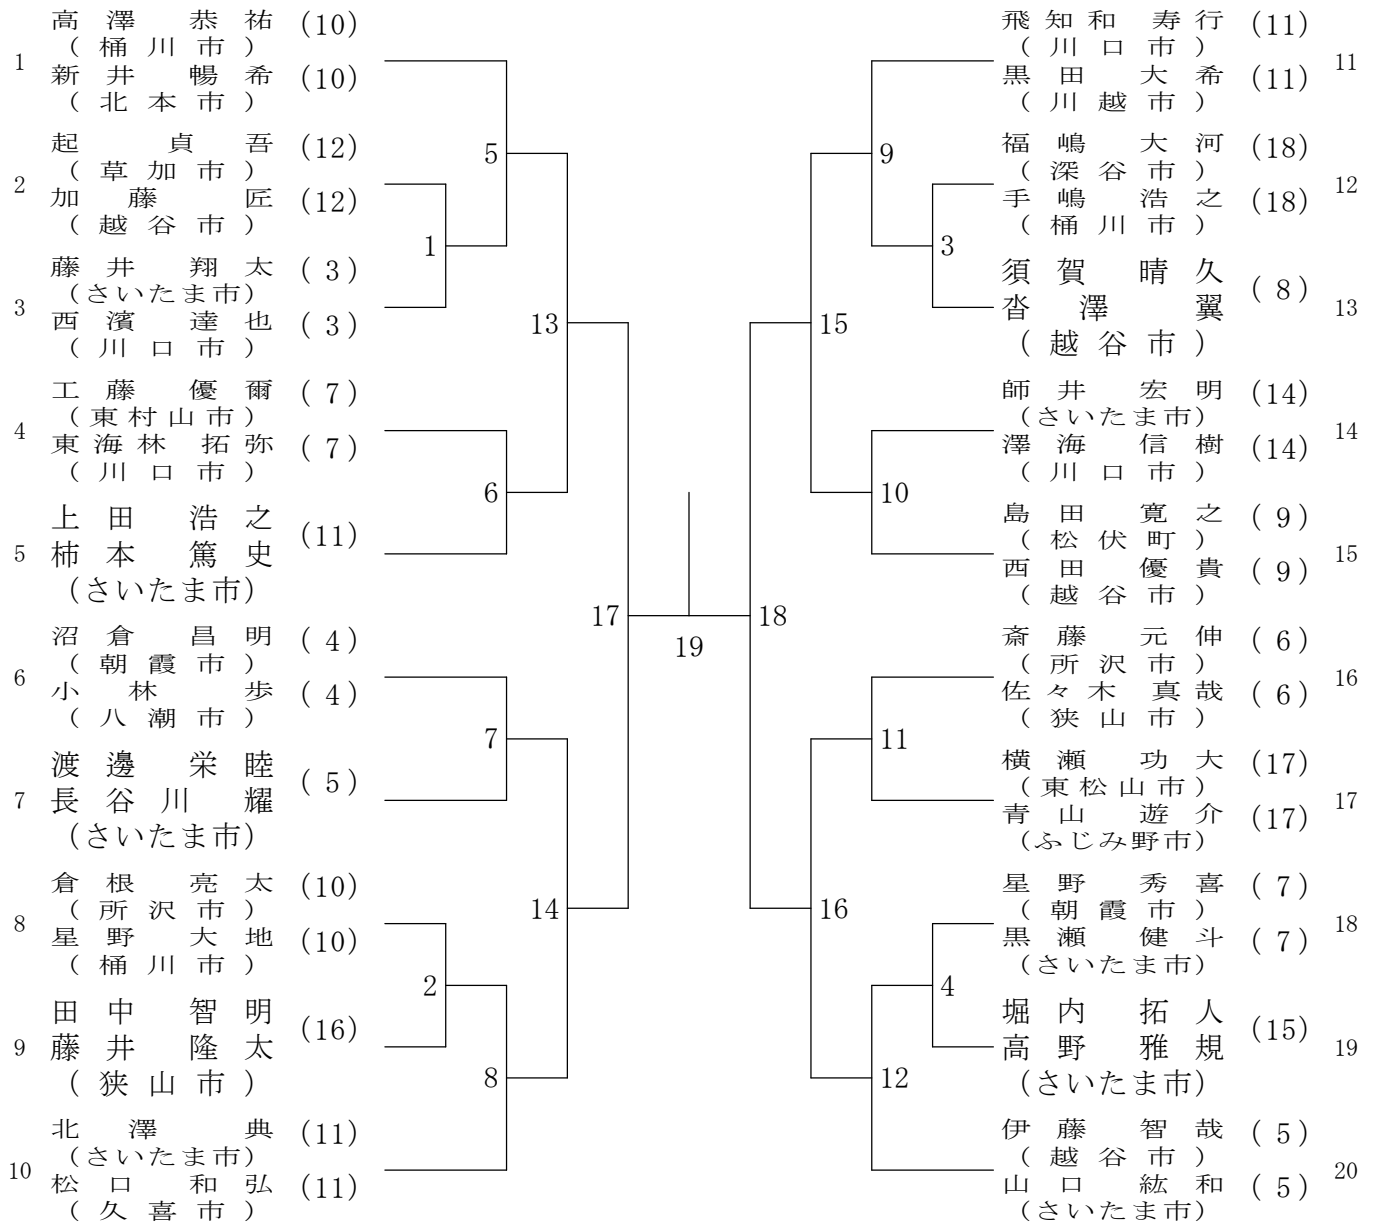 高澤 恭祐 (10)
(桶川市)
1
新井 暢希 (10)
(北本市)
起 貞吾 (12)
(草加市)
2
加藤 匠 (12)
(越谷市)
藤井 翔太 (3)
(さいたま市)
3
西濱 達也 (3)
(川口市)
工藤 優爾 (7)
(東村山市)
4
東海林 拓弥 (7)
(川口市)
上田 浩之
(11)
5 柿本 篤史
(さいたま市)
沼倉 昌明 (4)
(朝霞市)
6
小林 歩 (4)
(八潮市)
渡邊 栄睦
(5)
7 長谷川 耀
(さいたま市)
倉根 亮太 (10)
(所沢市)
8
星野 大地 (10)
(桶川市)
田中 智明
(16)
9 藤井 隆太
(狭山市)
北澤 典 (11)
(さいたま市)
10
松口 和弘 (11)
(久喜市)
5
1
13
6
17
7
14
2
8
19
9
3
15
10
18
11
16
4
12
飛知和 寿行 (11)
(川口市)
11
黒田 大希 (11)
(川越市)
福嶋 大河 (18)
(深谷市)
12
手嶋 浩之 (18)
(桶川市)
須賀 晴久
(8)
沓澤 翼 13
(越谷市)
師井 宏明 (14)
(さいたま市)
14
澤海 信樹 (14)
(川口市)
島田 寛之 (9)
(松伏町)
15
西田 優貴 (9)
(越谷市)
斎藤 元伸 (6)
(所沢市)
16
佐々木 真哉 (6)
(狭山市)
横瀬 功大 (17)
(東松山市)
17
青山 遊介 (17)
(ふじみ野市)
星野 秀喜 (7)
(朝霞市)
18
黒瀬 健斗 (7)
(さいたま市)
堀内 拓人
(15)
高野 雅規 19
(さいたま市)
伊藤 智哉 (5)
(越谷市)
20
山口 紘和 (5)
(さいたま市)